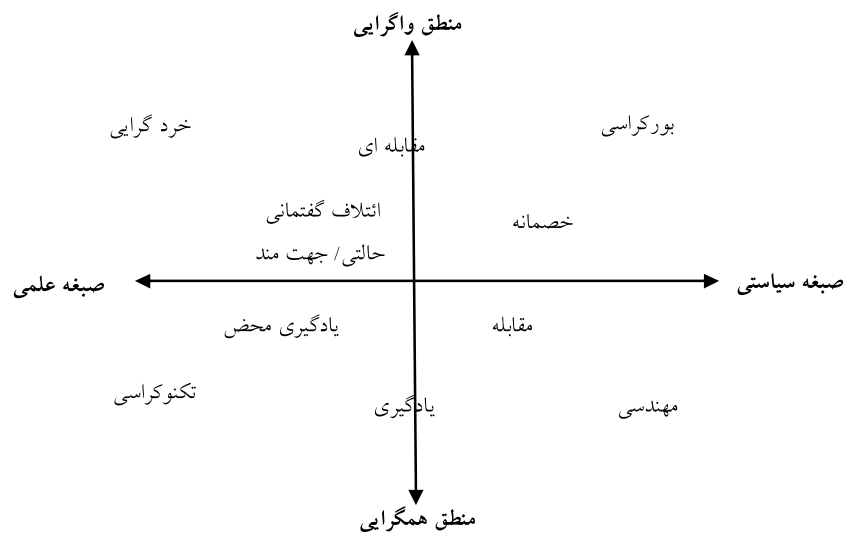 منطق واگرایی
بورکراسی
خرد گرایی
مقابله ای
ائتلاف گفتمانی
خصمانه
حالتی/ جهت مند
صبغه سیاستی
صبغه علمی
مقابله
یادگیری محض
تکنوکراسی
مهندسی
یادگیری
منطق همگرایی